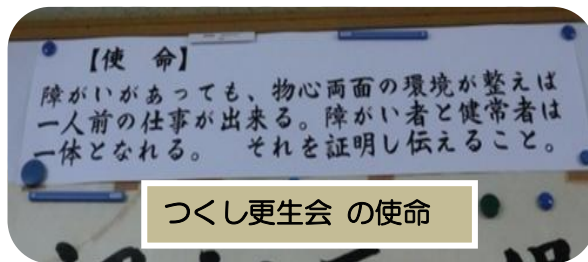 【使　命】
障がいがあっても、物心両面の環境が整えば
一人前の仕事が出来る。障がい者と健常者は
一体となれる。　それを証明し伝えること。
つくし更生会 の使命